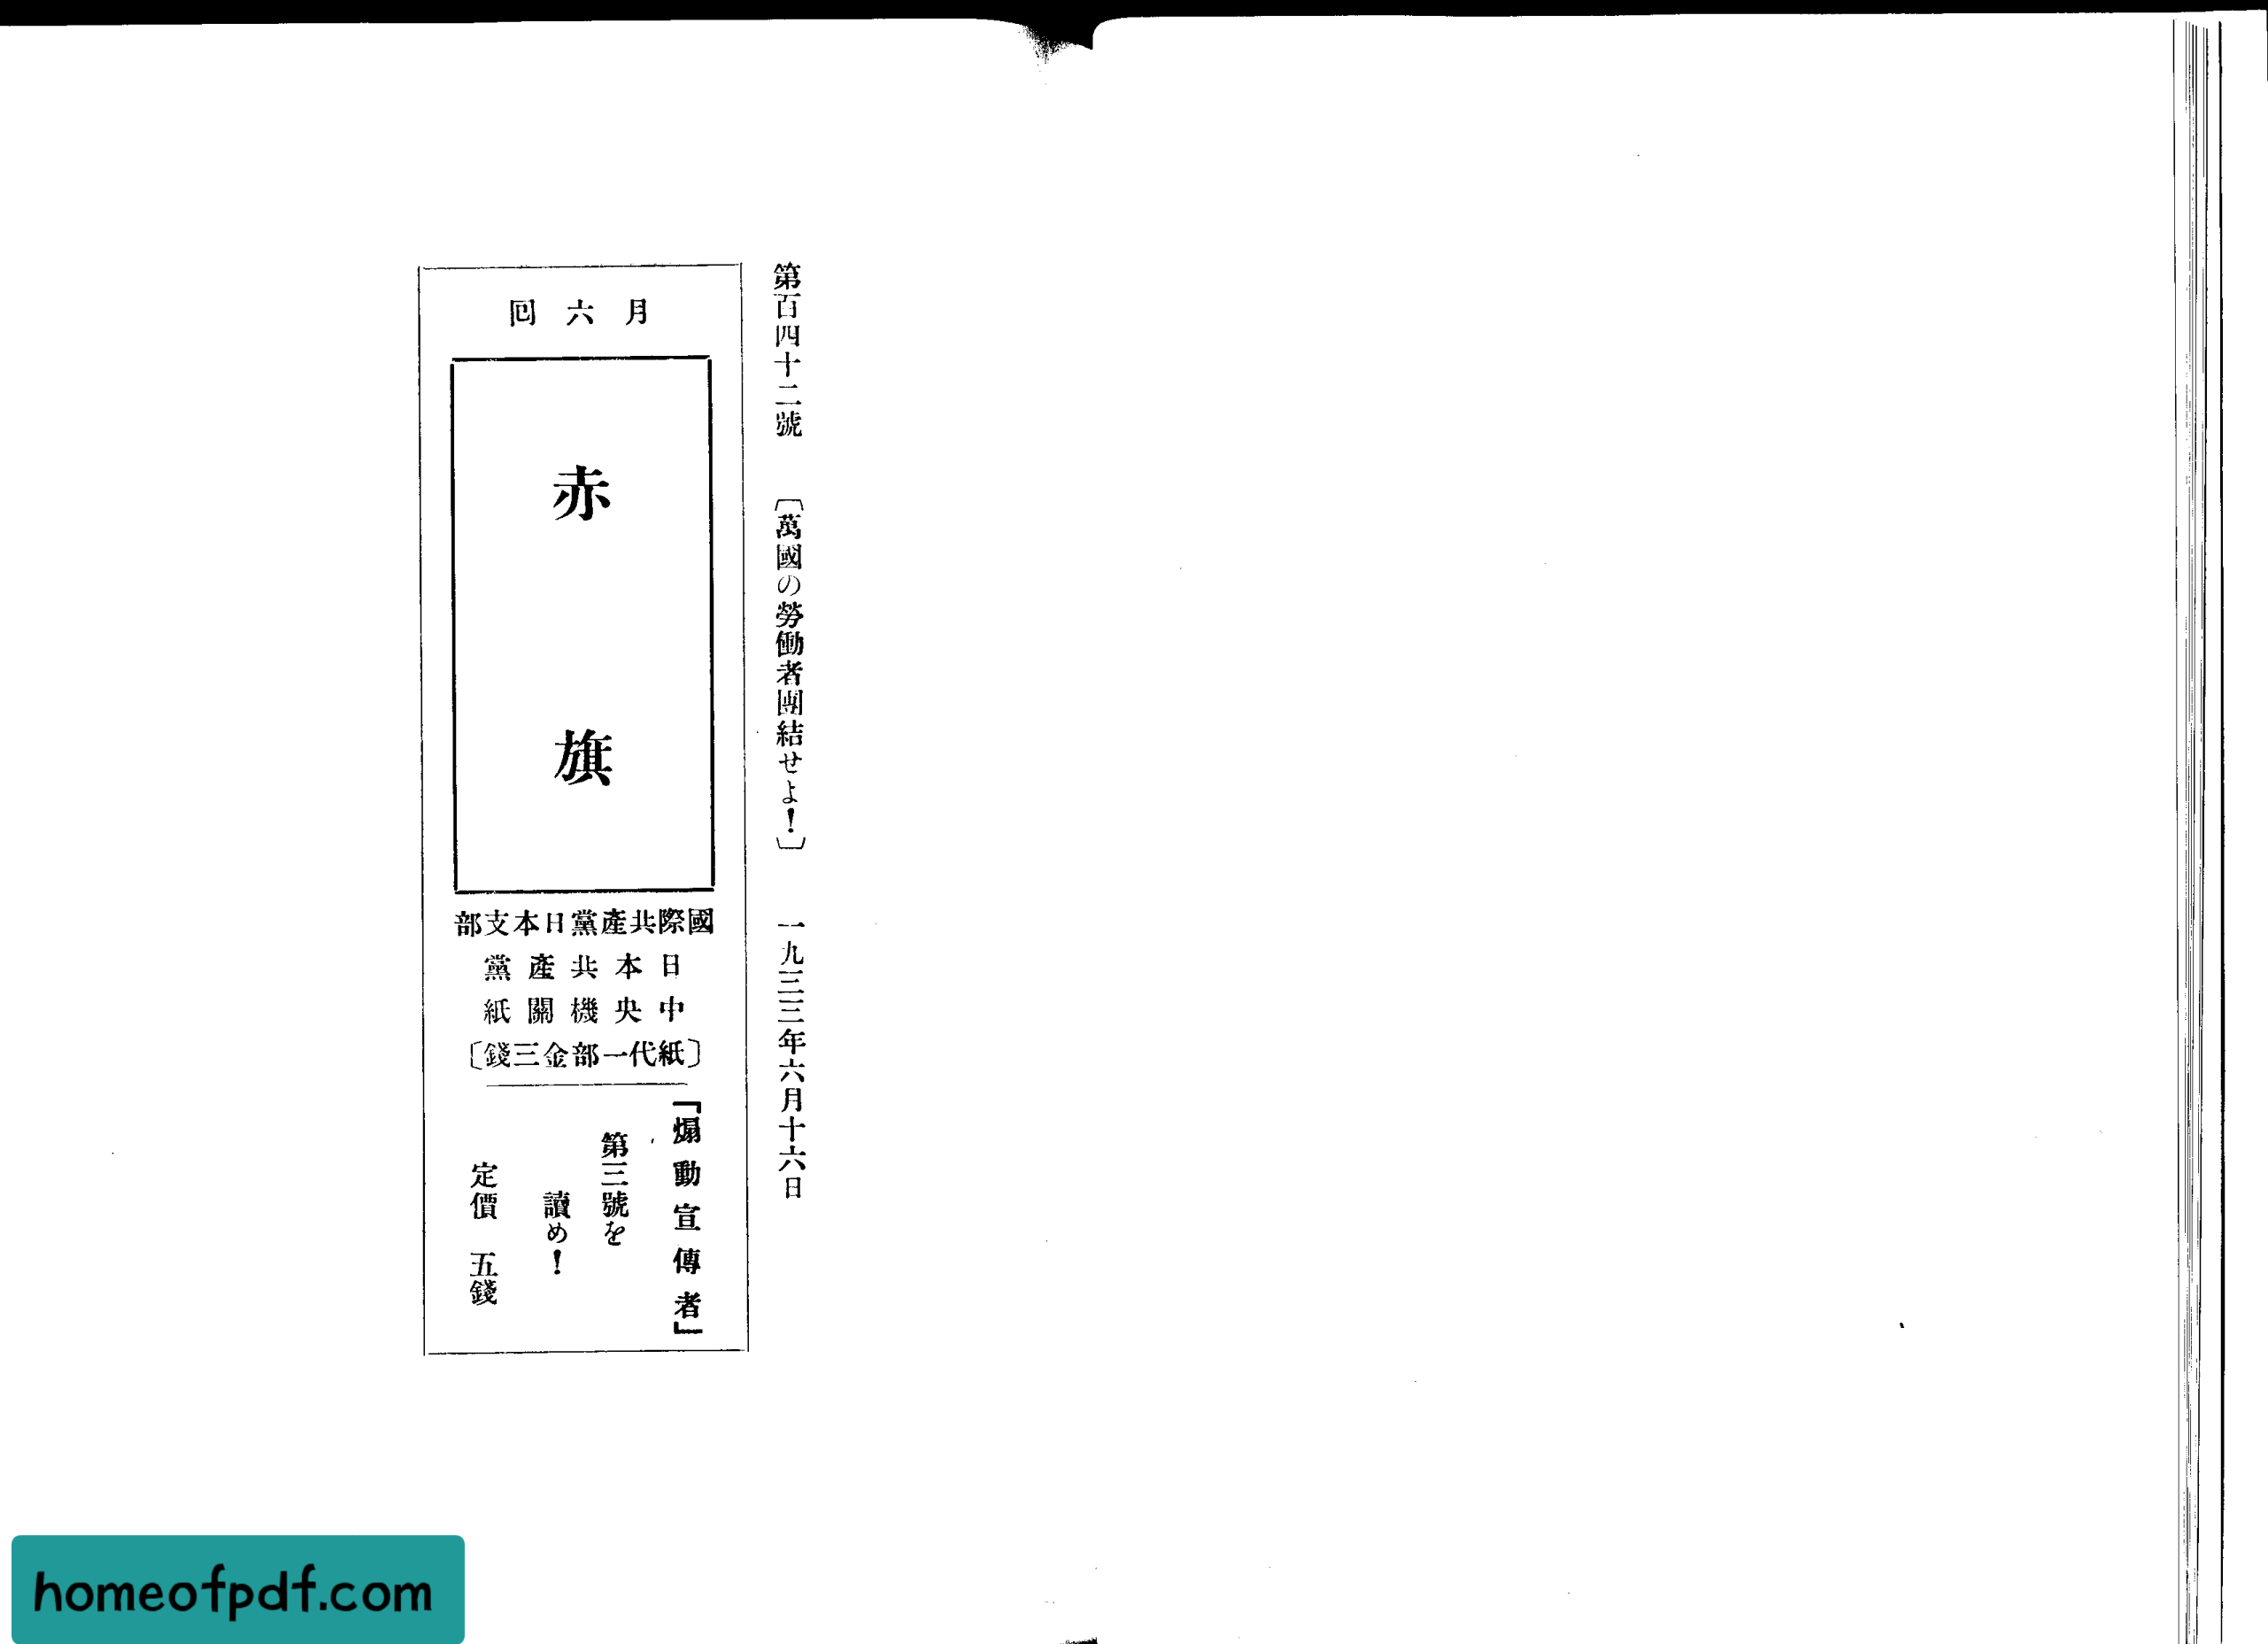 第百四十二號　〔萬國の勞働者團結せよ！〕　一九三三年六月十六日
月六回
赤旗
國際共產黨日本支部
日本共產黨
中央機關紙
〔紙代一部金三錢〕
『煽動宣傳者』
第三號を
讀め！
定價　五錢
homeofpdf.com